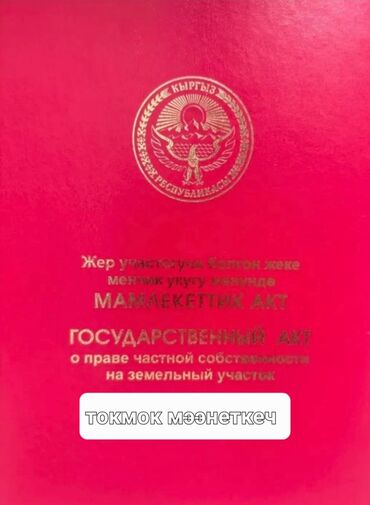 КЫРГЫЗ
РЕСПУБЛИКАСЫ
Жер участогуна болгон жеке
менчик укугу жөнүндө
МАМЛЕКЕТТИК АКТ
ГОСУДАРСТВЕННЫЙ АКТ
о праве частной собственности
на земельный участок
токмок мээнеткеч